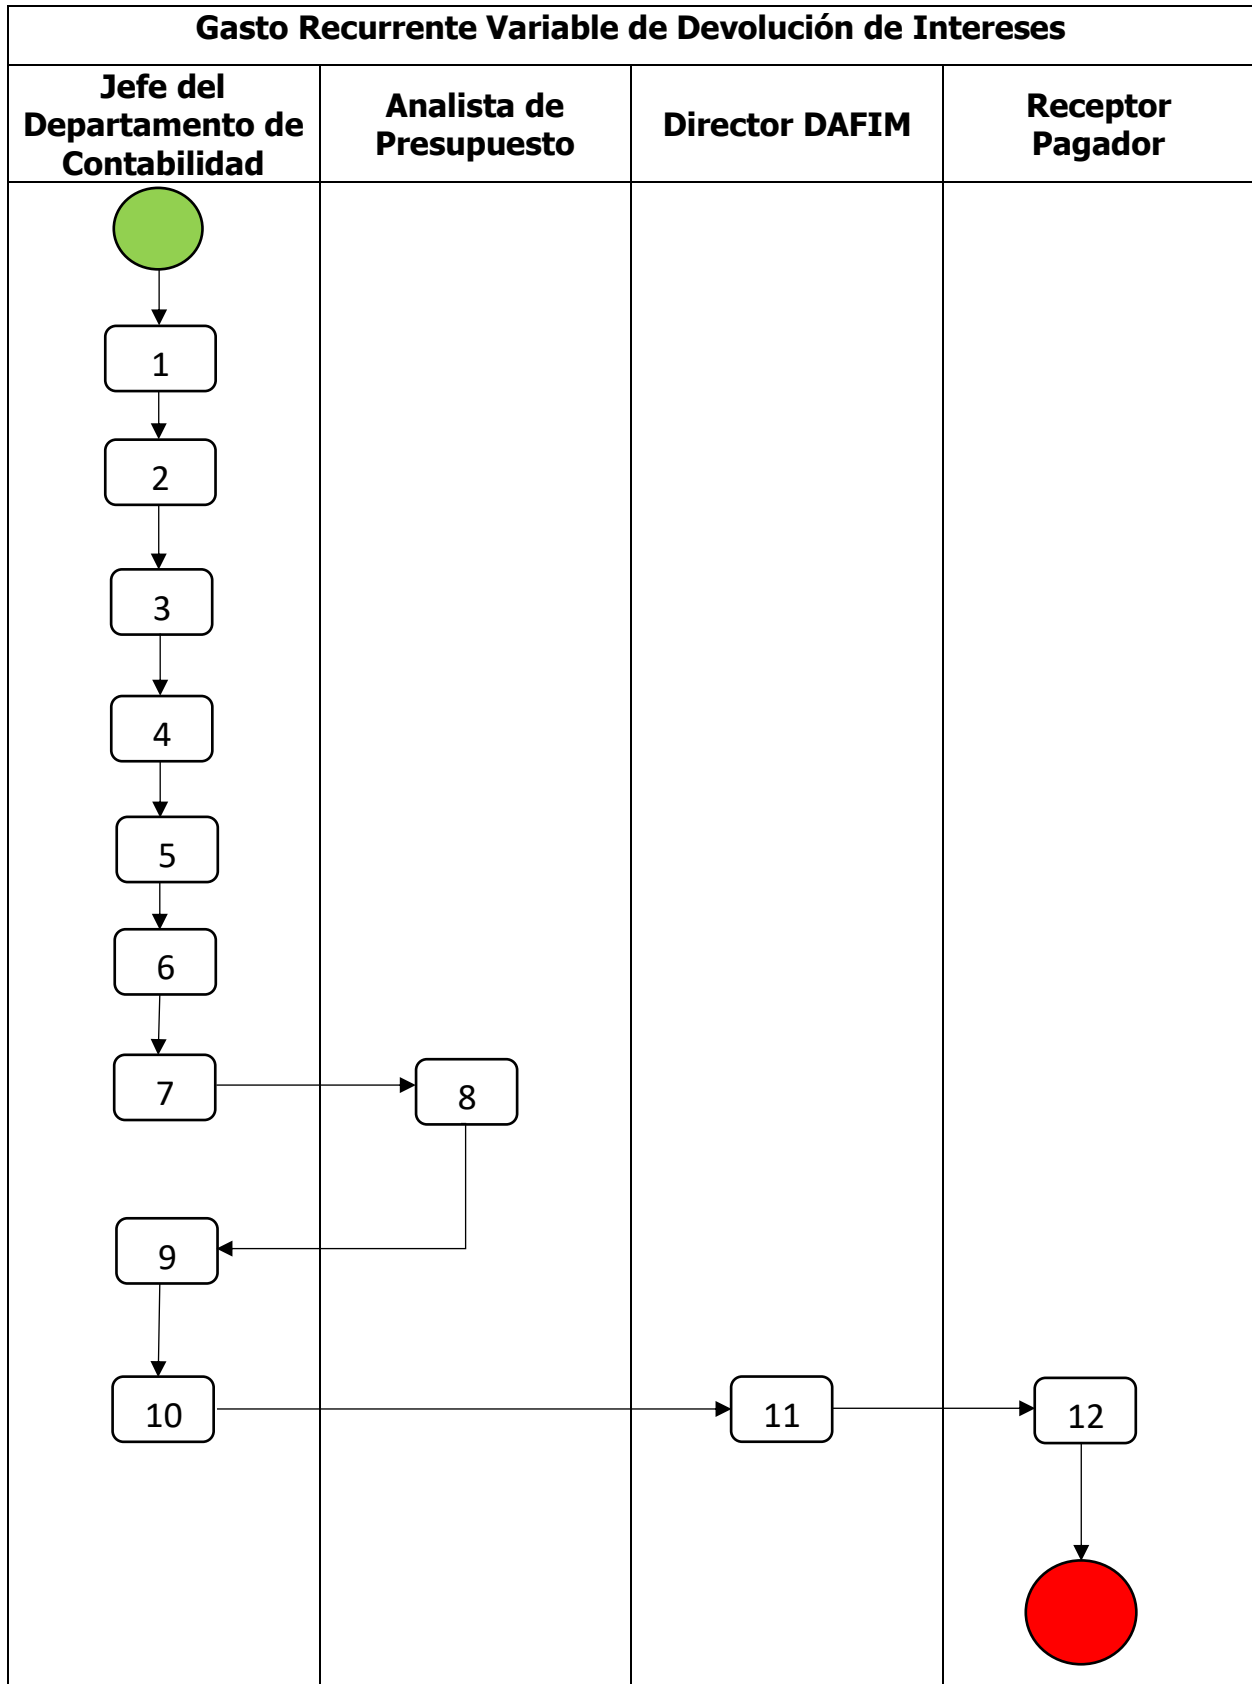 Gasto Recurrente Variable de Devolución de Intereses
Jefe del
Departamento de
Contabilidad
Analista de
Presupuesto
Director DAFIM
Receptor
Pagador
1
2
3
4
5
6
7
8
9
10
11
12